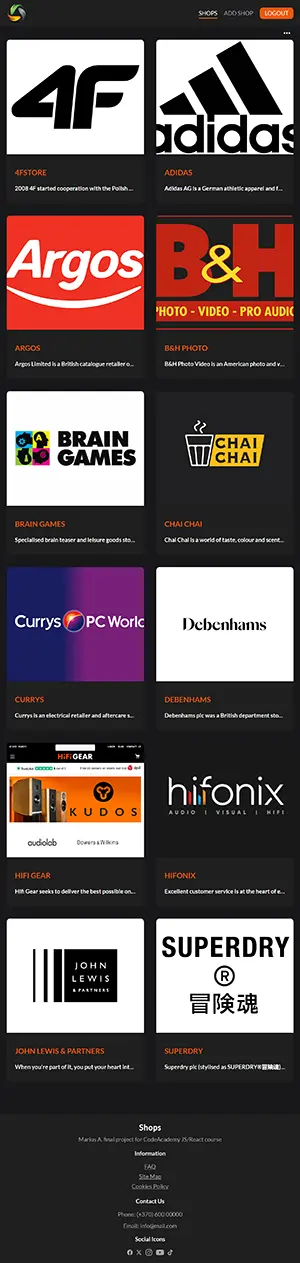 SHOPS ADD SHOP LOGOUT
4F
adidas
4FSTORE
ADIDAS
2008 4F started cooperation with the Polish ...
Adidas AG is a German athletic apparel and f...
Argos
B&H
PHOTO - VIDEO - PRO AUDIO
ARGOS
B&H PHOTO
Argos Limited is a British catalogue retailer o...
B&H Photo Video is an American photo and v...
BRAIN
GAMES
CHAI
CHAI
BRAIN GAMES
CHAI CHAI
Specialised brain teaser and leisure goods sto...
Chai Chai is a world of taste, colour and scent...
Currys PC World
Debenhams
CURRYS
DEBENHAMS
Currys is an electrical retailer and aftercare s...
Debenhams plc was a British department sto...
HiFi GEAR
KUDOS
audiolab Bowers & Wilkins
hifonix
AUDIO | VISUAL | HIFI
HIFI GEAR
HIFONIX
Hifi Gear seeks to deliver the best possible on...
Excellent customer service is at the heart of e...
JOHN
LEWIS
& PARTNERS
SUPERDRY
®
冒険魂
JOHN LEWIS & PARTNERS
SUPERDRY
When you're part of it, you put your heart int...
Superdry plc (stylised as SUPERDRY®冒険魂)...
Shops
Marius A. final project for CodeAcademy JS/React course
Information
FAQ
Site Map
Cookies Policy
Contact Us
Phone: (+370) 600 00000
Email: info@mail.com
Social Icons